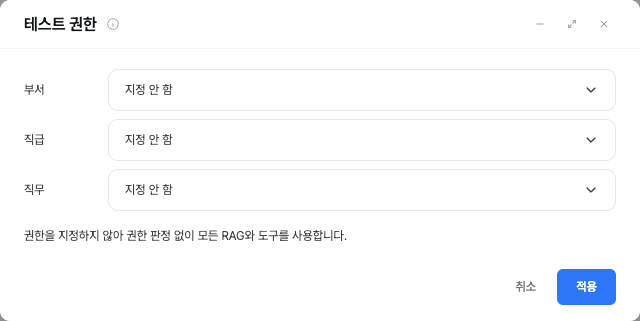 테스트 권한
부서 지정 안 함
직급 지정 안 함
직무 지정 안 함
권한을 지정하지 않아 권한 판정 없이 모든 RAG와 도구를 사용합니다.
취소 적용